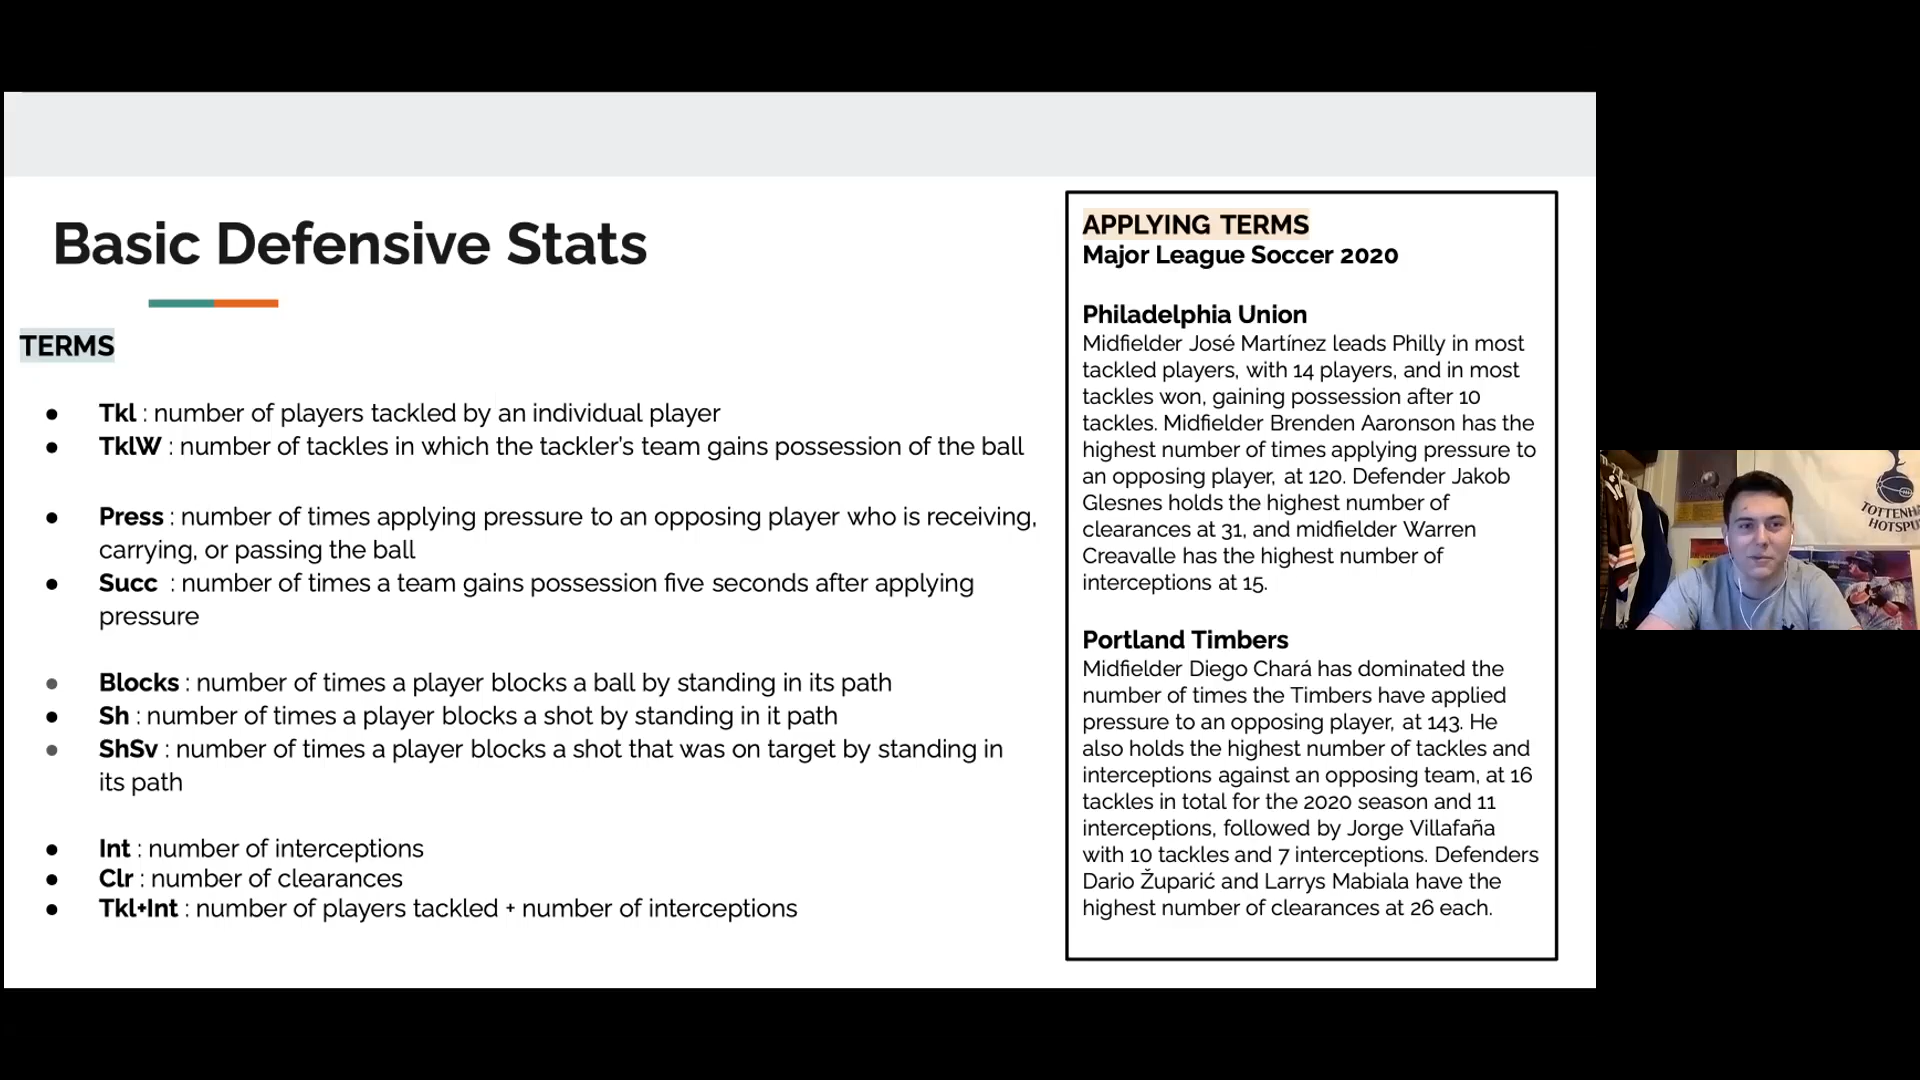 Basic Defensive Stats
TERMS
● Tkl : number of players tackled by an individual player
● TklW : number of tackles in which the tackler's team gains possession of the ball
● Press : number of times applying pressure to an opposing player who is receiving,
carrying, or passing the ball
● Succ : number of times a team gains possession five seconds after applying
pressure
● Blocks : number of times a player blocks a ball by standing in its path
● Sh : number of times a player blocks a shot by standing in it path
● ShSv : number of times a player blocks a shot that was on target by standing in
its path
● Int : number of interceptions
● Clr : number of clearances
● Tkl+Int : number of players tackled + number of interceptions
APPLYING TERMS
Major League Soccer 2020
Philadelphia Union
Midfielder José Martínez leads Philly in most
tackled players, with 14 players, and in most
tackles won, gaining possession after 10
tackles. Midfielder Brenden Aaronson has the
highest number of times applying pressure to
an opposing player, at 120. Defender Jakob
Glesnes holds the highest number of
clearances at 31, and midfielder Warren
Creavalle has the highest number of
interceptions at 15.
Portland Timbers
Midfielder Diego Chará has dominated the
number of times the Timbers have applied
pressure to an opposing player, at 143. He
also holds the highest number of tackles and
interceptions against an opposing team, at 16
tackles in total for the 2020 season and 11
interceptions, followed by Jorge Villafaña
with 10 tackles and 7 interceptions. Defenders
Dario Župarić and Larrys Mabiala have the
highest number of clearances at 26 each.
TOTTENHA
HOTSPU